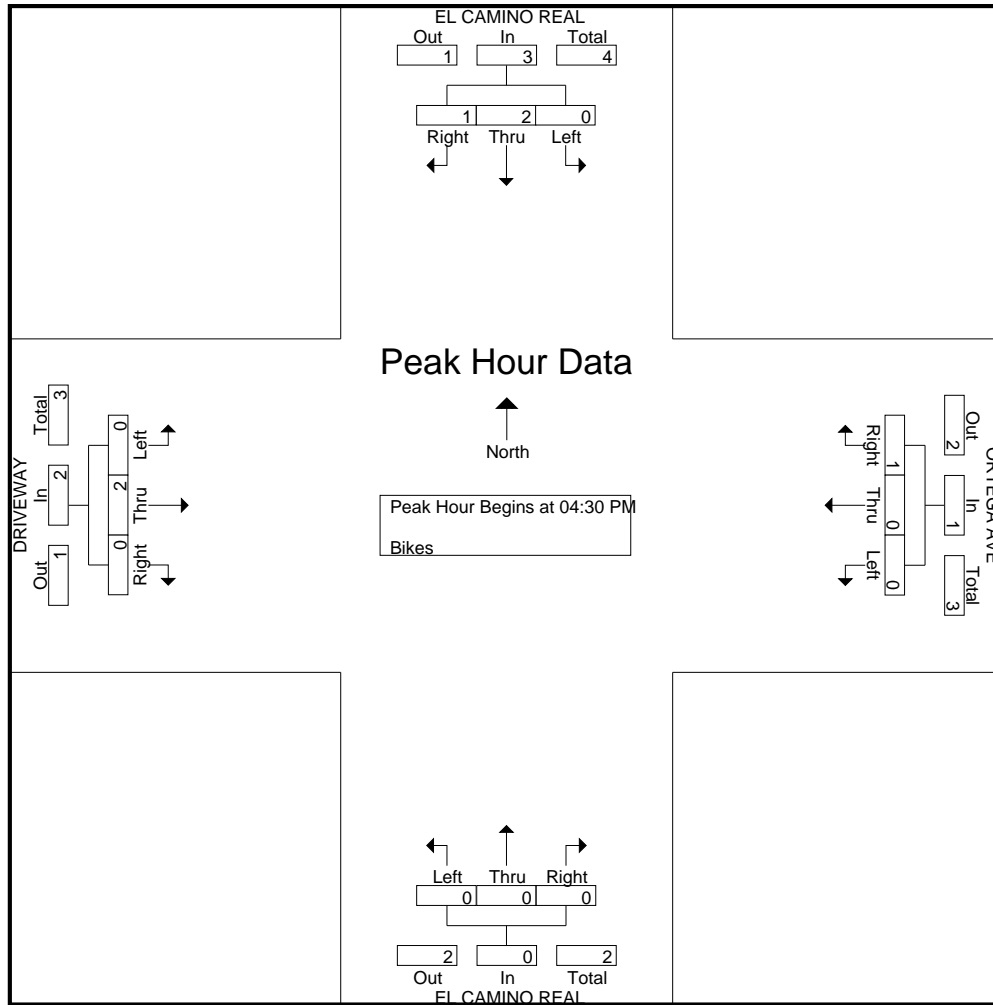 EL CAMINO REAL
Out In Total
1 3 4
1 2 0
Right Thru Left
Peak Hour Data
North
Peak Hour Begins at 04:30 PM
Bikes
DRIVEWAY
Out In Total
1 2 3
0 2 0
Left Thru Right
ORTEGA AVE
Out In Total
2 1 3
1 0 0
Right Thru Left
Left Thru Right
0 0 0
2 0 2
Out In Total
EL CAMINO REAL